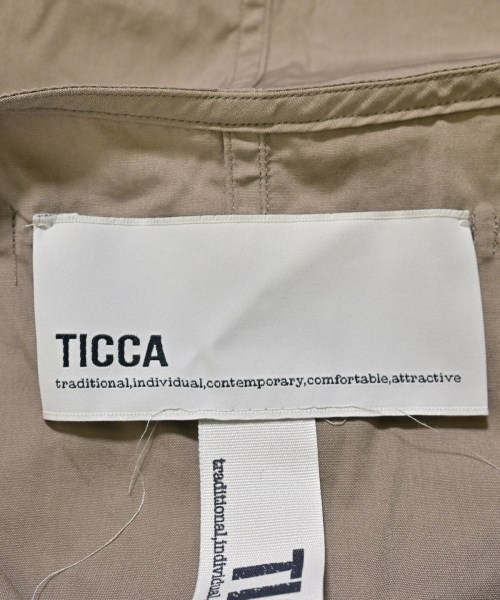 TICCA
traditional,individual,contemporary,comfortable,attractive
traditional,individual
TI